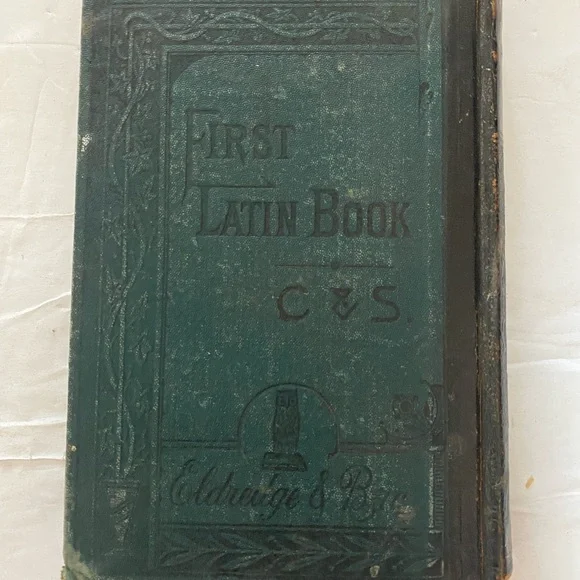 FIRST
LATIN BOOK
C & S.
Eldredge & Bro.